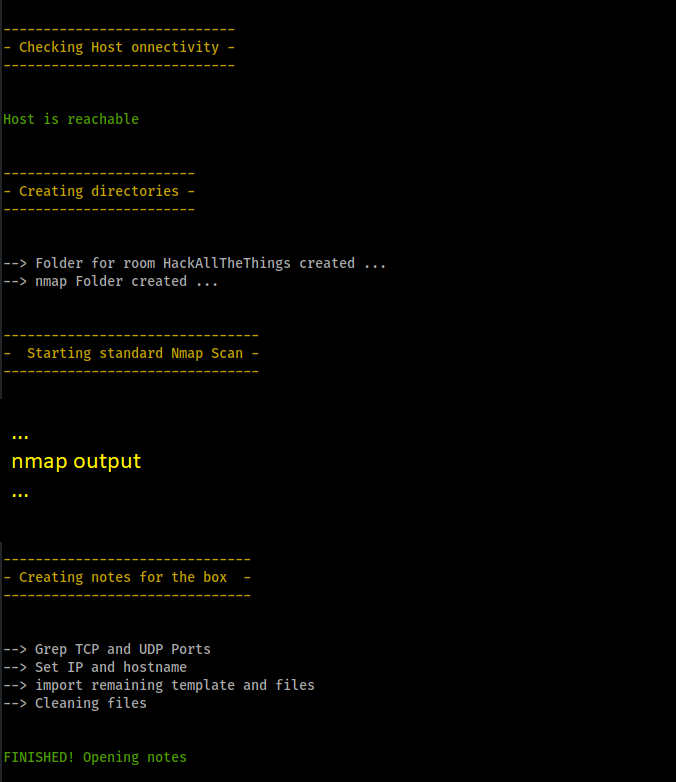 -----------------------------
- Checking Host onnectivity -
-----------------------------
Host is reachable
------------------------
- Creating directories -
------------------------
--> Folder for room HackAllTheThings created ...
--> nmap Folder created ...
--------------------------------
-  Starting standard Nmap Scan -
--------------------------------
...
nmap output
...
-------------------------------
- Creating notes for the box  -
-------------------------------
--> Grep TCP and UDP Ports
--> Set IP and hostname
--> import remaining template and files
--> Cleaning files
FINISHED! Opening notes